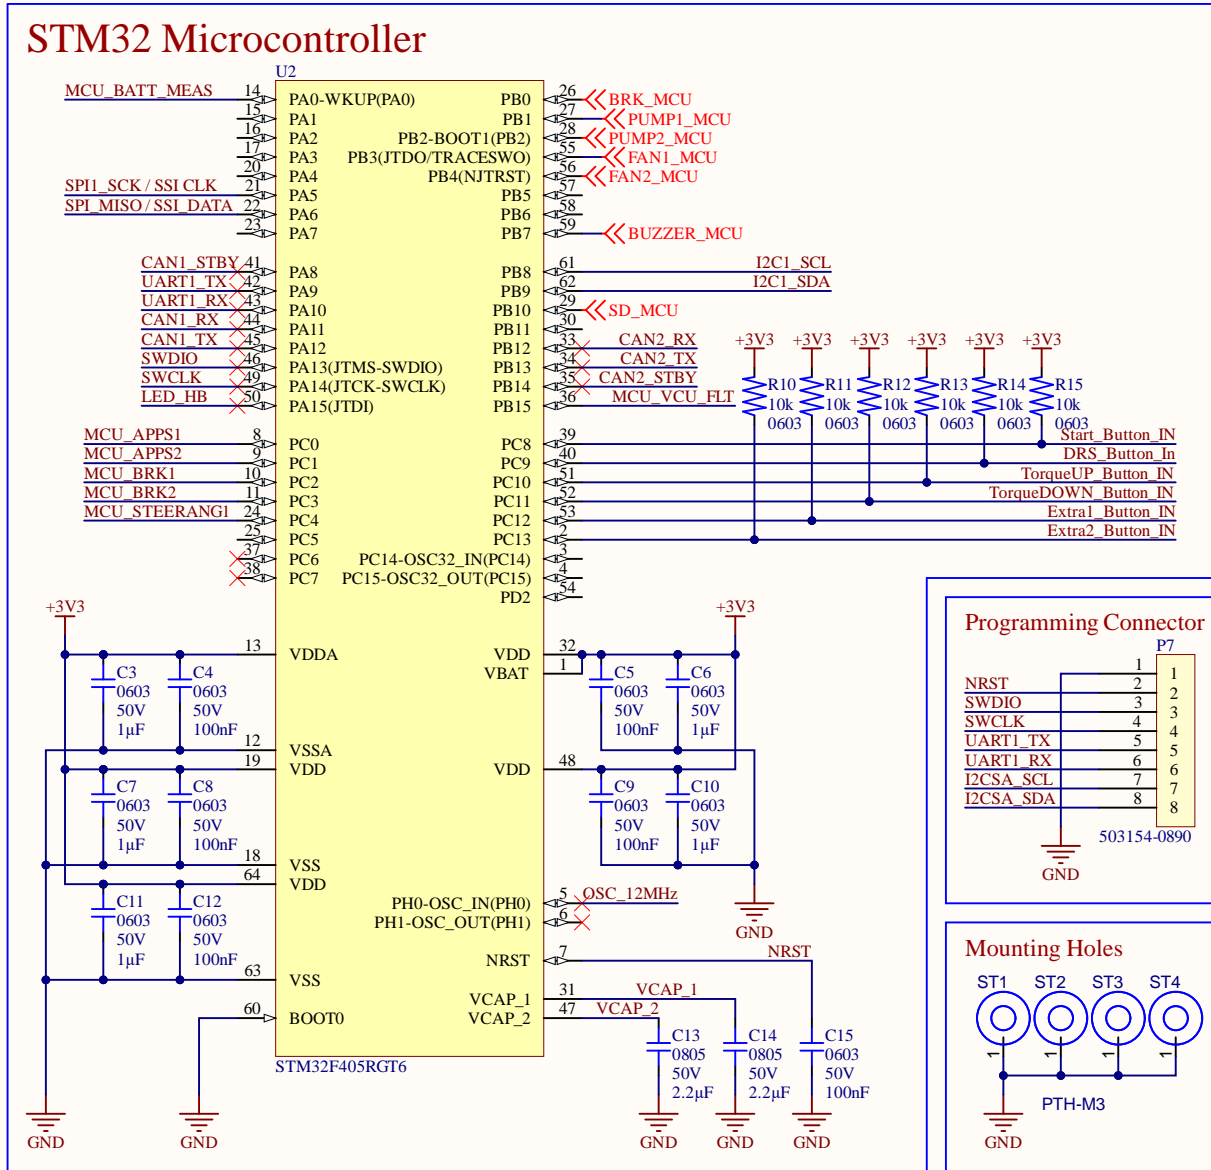 STM32 Microcontroller
U2
MCU_BATT_MEAS 14 PA0-WKUP(PA0) PB0 26 BRK_MCU
15 PA1 PB1 27 PUMP1_MCU
16 PA2 PB2-BOOT1(PB2) 28 PUMP2_MCU
17 PA3 PB3(JTDO/TRACESWO) 55 FAN1_MCU
20 PA4 PB4(NJTRST) 56 FAN2_MCU
SPI1_SCK / SSI CLK 21 PA5 PB5 57
SPI_MISO / SSI_DATA 22 PA6 PB6 58
23 PA7 PB7 59 BUZZER_MCU
CAN1_STBY 41 PA8 PB8 61 I2C1_SCL
UART1_TX 42 PA9 PB9 62 I2C1_SDA
UART1_RX 43 PA10 PB10 29 SD_MCU
CAN1_RX 44 PA11 PB11 30
CAN1_TX 45 PA12 PB12 33 CAN2_RX
SWDIO 46 PA13(JTMS-SWDIO) PB13 34 CAN2_TX
SWCLK 49 PA14(JTCK-SWCLK) PB14 35 CAN2_STBY
LED_HB 50 PA15(JTDI) PB15 36 MCU_VCU_FLT
+3V3 +3V3 +3V3 +3V3 +3V3 +3V3
R10 R11 R12 R13 R14 R15
10k 10k 10k 10k 10k 10k
0603 0603 0603 0603 0603 0603
MCU_APPS1 8 PC0 PC8 39 Start_Button_IN
MCU_APPS2 9 PC1 PC9 40 DRS_Button_In
MCU_BRK1 10 PC2 PC10 51 TorqueUP_Button_IN
MCU_BRK2 11 PC3 PC11 52 TorqueDOWN_Button_IN
MCU_STEERANG1 24 PC4 PC12 53 Extra1_Button_IN
25 PC5 PC13 2 Extra2_Button_IN
37 PC6 PC14-OSC32_IN(PC14) 3
38 PC7 PC15-OSC32_OUT(PC15) 4
PD2 54
+3V3 +3V3
13 VDDA VDD 32
VBAT 1
C3 C4 C5 C6
0603 0603 0603 0603
50V 50V 50V 50V
1µF 100nF 100nF 1µF
12 VSSA
19 VDD VDD 48
C7 C8 C9 C10
0603 0603 0603 0603
50V 50V 50V 50V
1µF 100nF 100nF 1µF
18 VSS
64 VDD
C11 C12
0603 0603
50V 50V
1µF 100nF
PH0-OSC_IN(PH0) 5 OSC_12MHz
PH1-OSC_OUT(PH1) 6
GND
NRST 7 NRST
63 VSS
VCAP_1 31 VCAP_1
60 BOOT0 VCAP_2 47 VCAP_2
C13 C14 C15
0805 0805 0603
50V 50V 50V
2.2µF 2.2µF 100nF
STM32F405RGT6
GND GND GND GND GND
Programming Connector
P7
1 1
NRST 2 2
SWDIO 3 3
SWCLK 4 4
UART1_TX 5 5
UART1_RX 6 6
I2CSA_SCL 7 7
I2CSA_SDA 8 8
503154-0890
GND
Mounting Holes
ST1 ST2 ST3 ST4
1 1 1 1
PTH-M3
GND